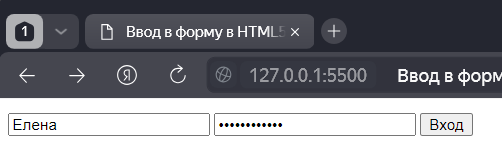 1 Ввод в форму в HTML5
Я 127.0.0.1:5500 Ввод в форм
Елена •••••••••••• Вход